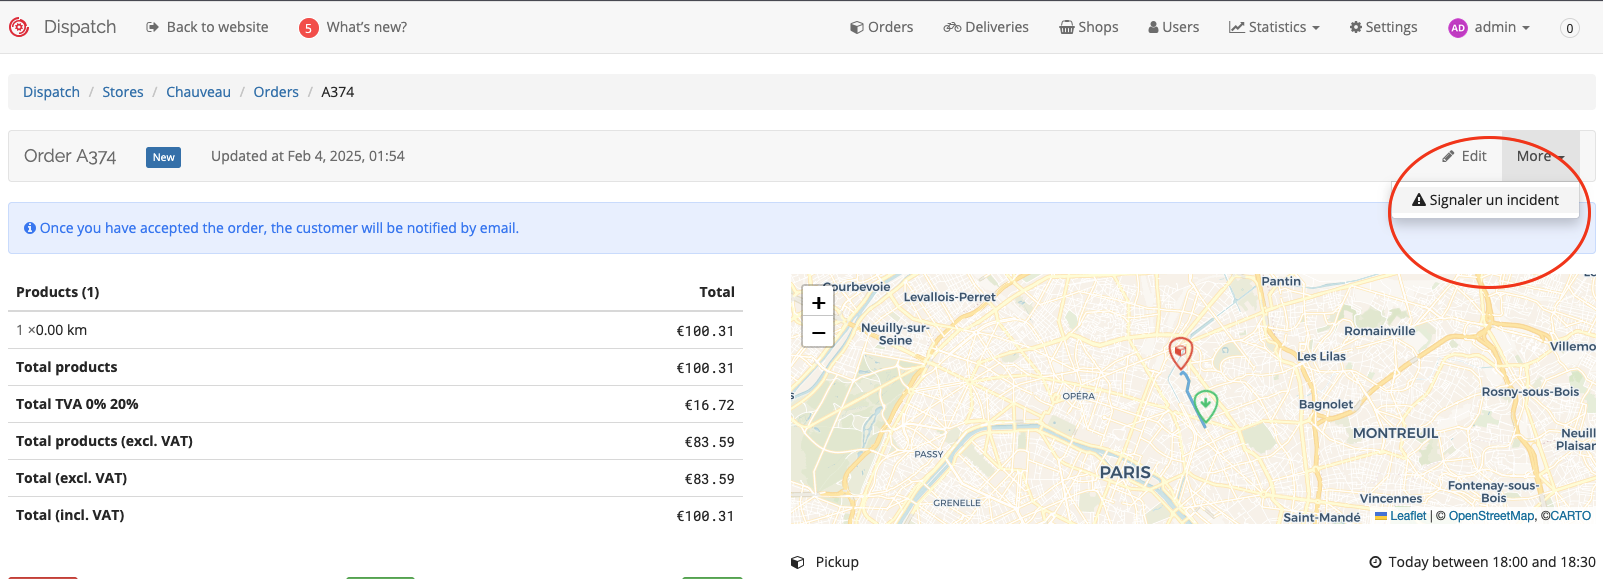 Dispatch Back to website 5 What's new? Orders Deliveries Shops Users Statistics Settings AD admin 0
Dispatch / Stores / Chauveau / Orders / A374
Order A374 New Updated at Feb 4, 2025, 01:54 Edit More
Signaler un incident
Once you have accepted the order, the customer will be notified by email.
Products (1) Total
1 ×0.00 km €100.31
Total products €100.31
Total TVA 0% 20% €16.72
Total products (excl. VAT) €83.59
Total (excl. VAT) €83.59
Total (incl. VAT) €100.31
+
−
Courbevoie
Levallois-Perret
Pantin
Neuilly-sur-
Seine
Romainville
Les Lilas
Villemo
OPÉRA
Rosny-sous-Bois
Bagnolet
MONTREUIL
Neuill
Plaisar
PASSY
PARIS
Fontenay-sous-
Bois
GRENELLE
Vincennes
Saint-Mandé
Leaflet | © OpenStreetMap, ©CARTO
Pickup Today between 18:00 and 18:30